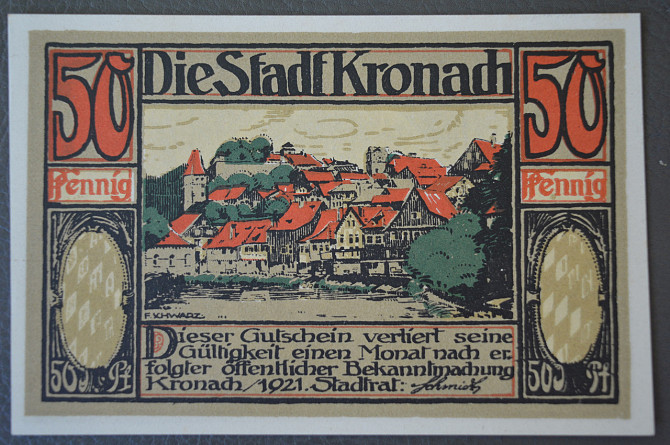 50 Die Stadt Kronach 50
Pfennig
Pfennig
F. SCHWARZ.
Dieser Gutschein verliert seine
Gültigkeit einen Monat nach er-
folgter öffentlicher Bekanntmachung
Kronach, 1921. Stadtrat:
50 Pf
50 Pf